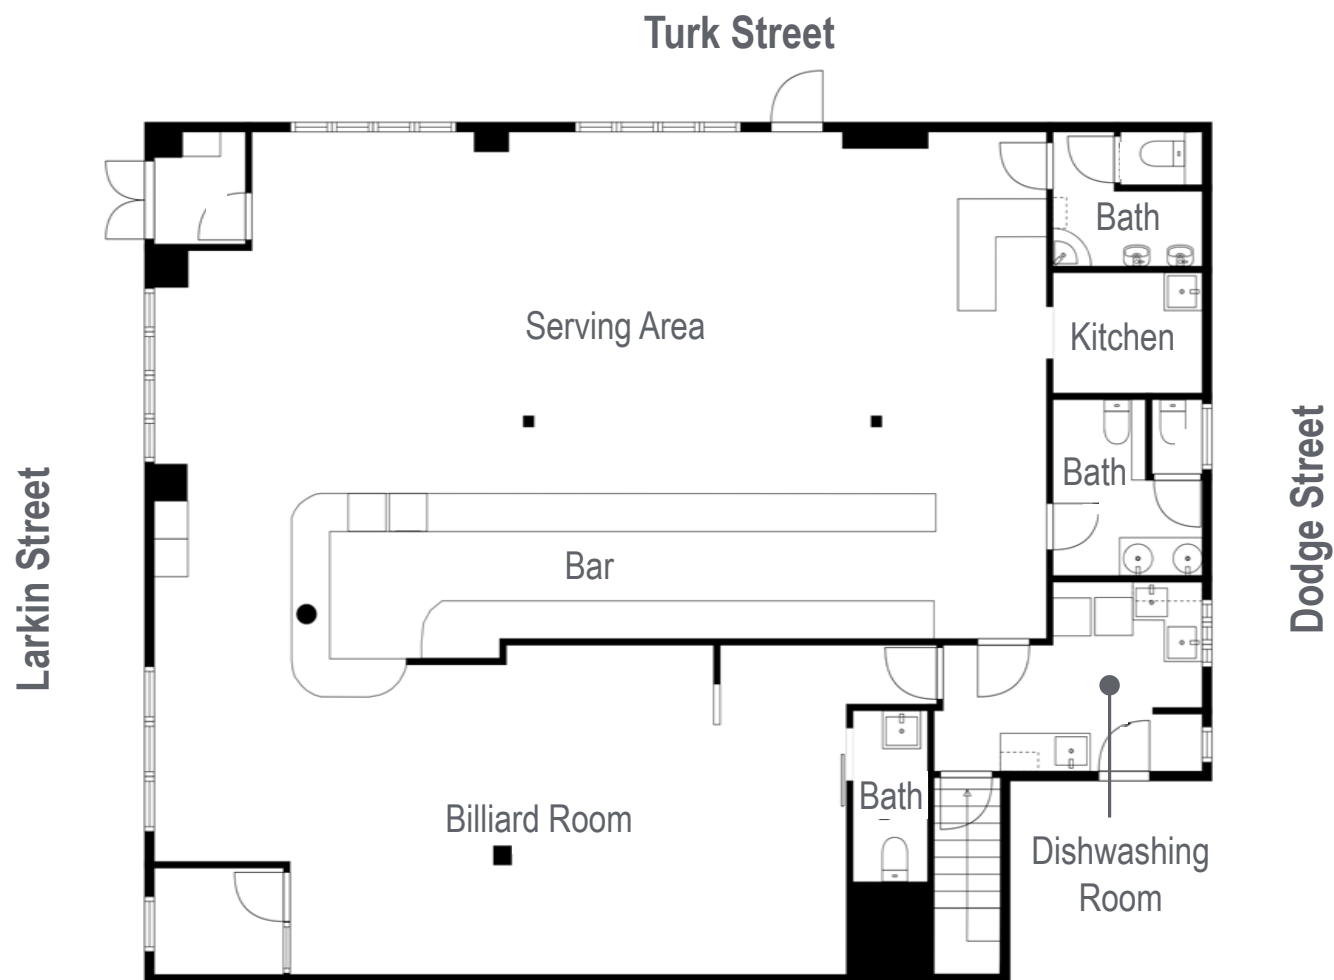 Turk Street
Bath
Serving Area
Kitchen
Larkin Street
Bath
Dodge Street
Bar
Bath
Billiard Room
Dishwashing
Room